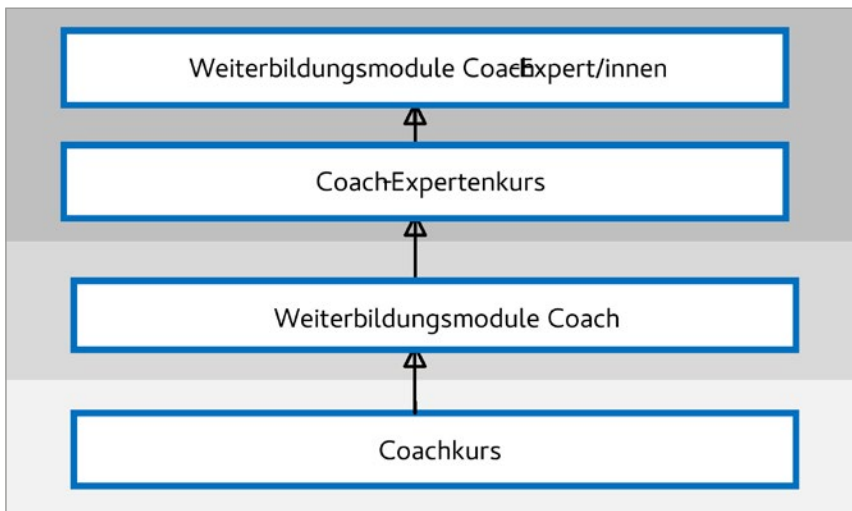 Weiterbildungsmodule Coach-Expert/innen
Coach-Expertenkurs
Weiterbildungsmodule Coach
Coachkurs